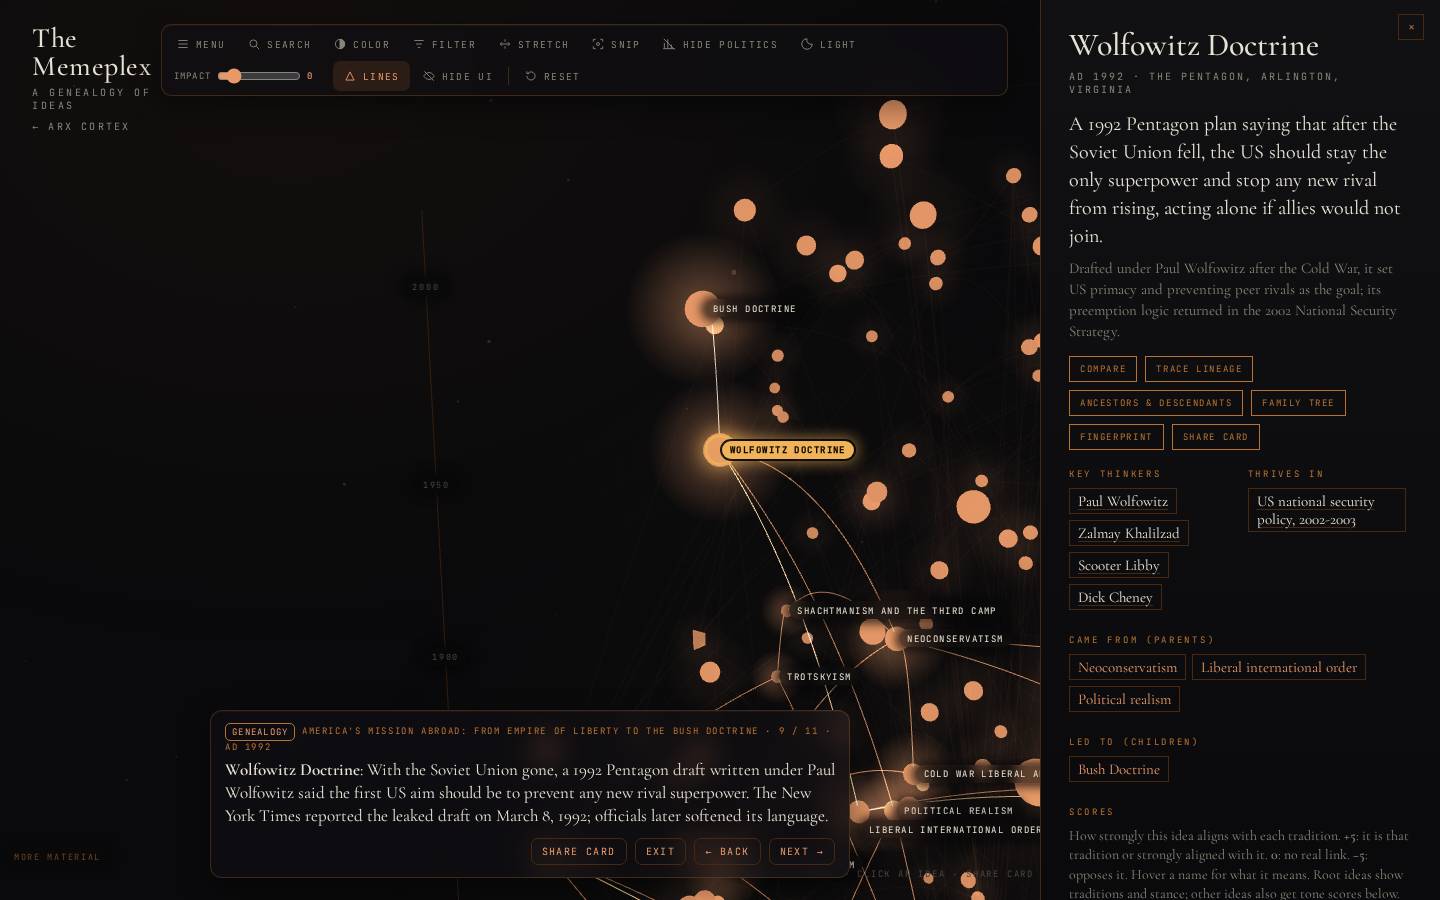 The
Memeplex
A GENEALOGY OF
IDEAS
← ARX CORTEX
MENU SEARCH COLOR FILTER STRETCH SNIP HIDE POLITICS LIGHT
IMPACT 0 LINES HIDE UI RESET
2000
1950
1900
BUSH DOCTRINE
WOLFOWITZ DOCTRINE
SHACHTMANISM AND THE THIRD CAMP
NEOCONSERVATISM
TROTSKYISM
COLD WAR LIBERAL A
POLITICAL REALISM
LIBERAL INTERNATIONAL ORDER
GENEALOGY AMERICA'S MISSION ABROAD: FROM EMPIRE OF LIBERTY TO THE BUSH DOCTRINE · 9 / 11 ·
AD 1992
Wolfowitz Doctrine: With the Soviet Union gone, a 1992 Pentagon draft written under Paul
Wolfowitz said the first US aim should be to prevent any new rival superpower. The New
York Times reported the leaked draft on March 8, 1992; officials later softened its language.
SHARE CARD EXIT ← BACK NEXT →
MORE MATERIAL
CLICK AN IDEA · SHARE CARD
×
Wolfowitz Doctrine
AD 1992 · THE PENTAGON, ARLINGTON,
VIRGINIA
A 1992 Pentagon plan saying that after the
Soviet Union fell, the US should stay the
only superpower and stop any new rival
from rising, acting alone if allies would not
join.
Drafted under Paul Wolfowitz after the Cold War, it set
US primacy and preventing peer rivals as the goal; its
preemption logic returned in the 2002 National Security
Strategy.
COMPARE TRACE LINEAGE
ANCESTORS & DESCENDANTS FAMILY TREE
FINGERPRINT SHARE CARD
KEY THINKERS
Paul Wolfowitz
Zalmay Khalilzad
Scooter Libby
Dick Cheney
THRIVES IN
US national security
policy, 2002-2003
CAME FROM (PARENTS)
Neoconservatism Liberal international order
Political realism
LED TO (CHILDREN)
Bush Doctrine
SCORES
How strongly this idea aligns with each tradition. +5: it is that
tradition or strongly aligned with it. 0: no real link. −5:
opposes it. Hover a name for what it means. Root ideas show
traditions and stance; other ideas also get tone scores below.